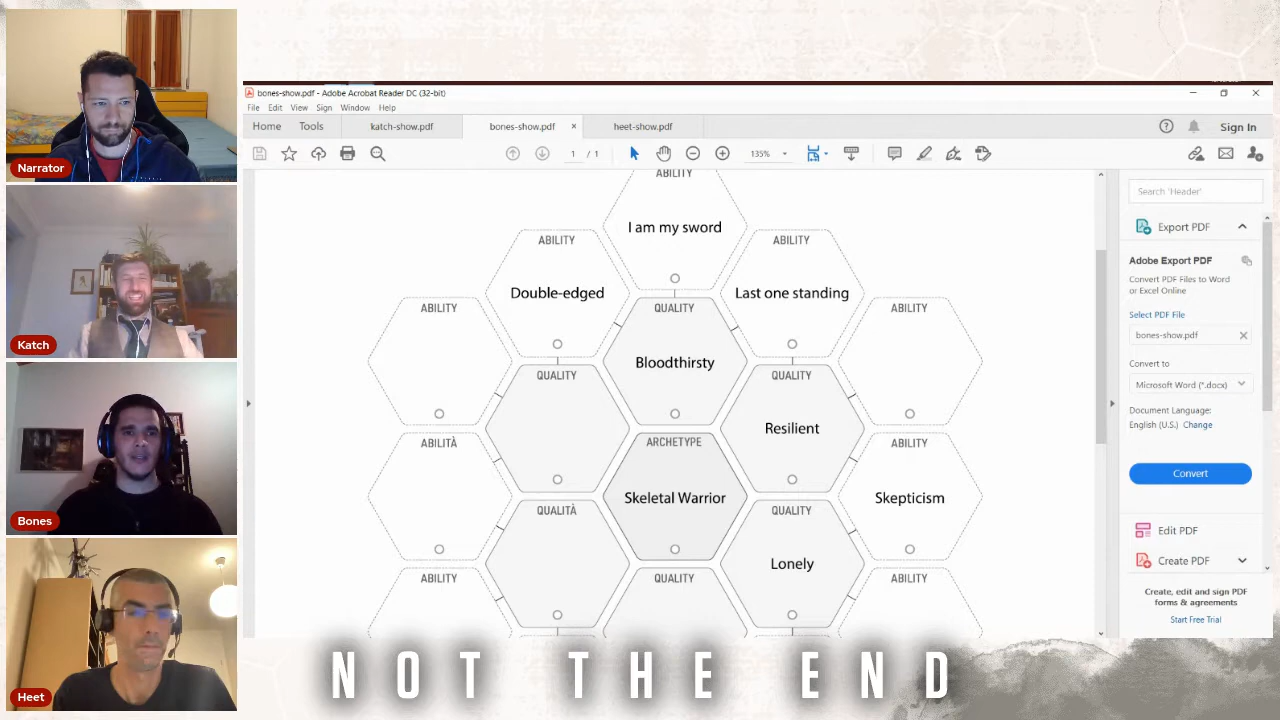 Narrator
Katch
Bones
Heet
bones-show.pdf - Adobe Acrobat Reader DC (32-bit)
File Edit View Sign Window Help
Home Tools katch-show.pdf bones-show.pdf × heet-show.pdf Sign In
1 / 1 135%
ABILITY
I am my sword
ABILITY ABILITY
Double-edged Last one standing
ABILITY QUALITY ABILITY
Bloodthirsty
QUALITY QUALITY
Resilient
ABILITÀ ARCHETYPE ABILITY
Skeletal Warrior Skepticism
QUALITÀ QUALITY
Lonely
ABILITY QUALITY ABILITY
Search 'Header'
Export PDF
Adobe Export PDF
Convert PDF Files to Word
or Excel Online
Select PDF File
bones-show.pdf
Convert to
Microsoft Word (*.docx)
Document Language:
English (U.S.) Change
Convert
Edit PDF
Create PDF
Create, edit and sign PDF
forms & agreements
Start Free Trial
NOT THE END